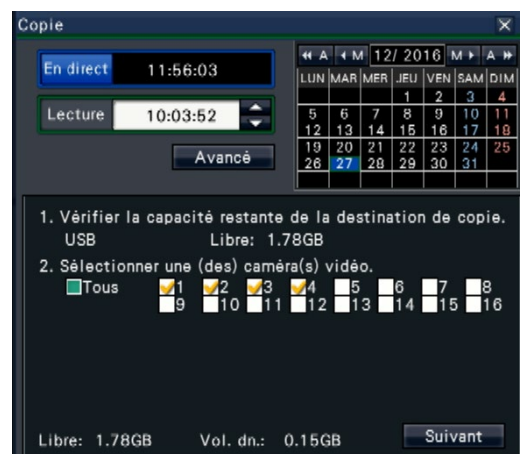 Copie
En direct 11:56:03
Lecture 10:03:52
Avancé
A M 12/ 2016 M A
LUN MAR MER JEU VEN SAM DIM
1 2 3 4
5 6 7 8 9 10 11
12 13 14 15 16 17 18
19 20 21 22 23 24 25
26 27 28 29 30 31
1. Vérifier la capacité restante de la destination de copie.
USB Libre: 1.78GB
2. Sélectionner une (des) caméra(s) vidéo.
Tous 1 2 3 4 5 6 7 8
9 10 11 12 13 14 15 16
Libre: 1.78GB Vol. dn.: 0.15GB
Suivant